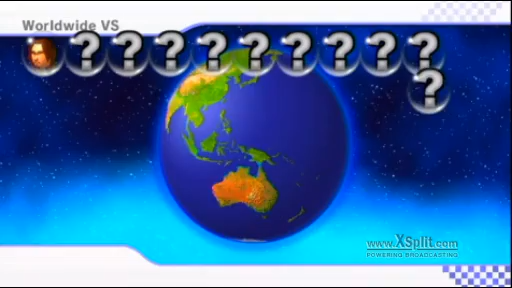 Worldwide VS
? ? ? ? ? ? ? ? ?
?
www.XSplit.com
POWERING BROADCASTING